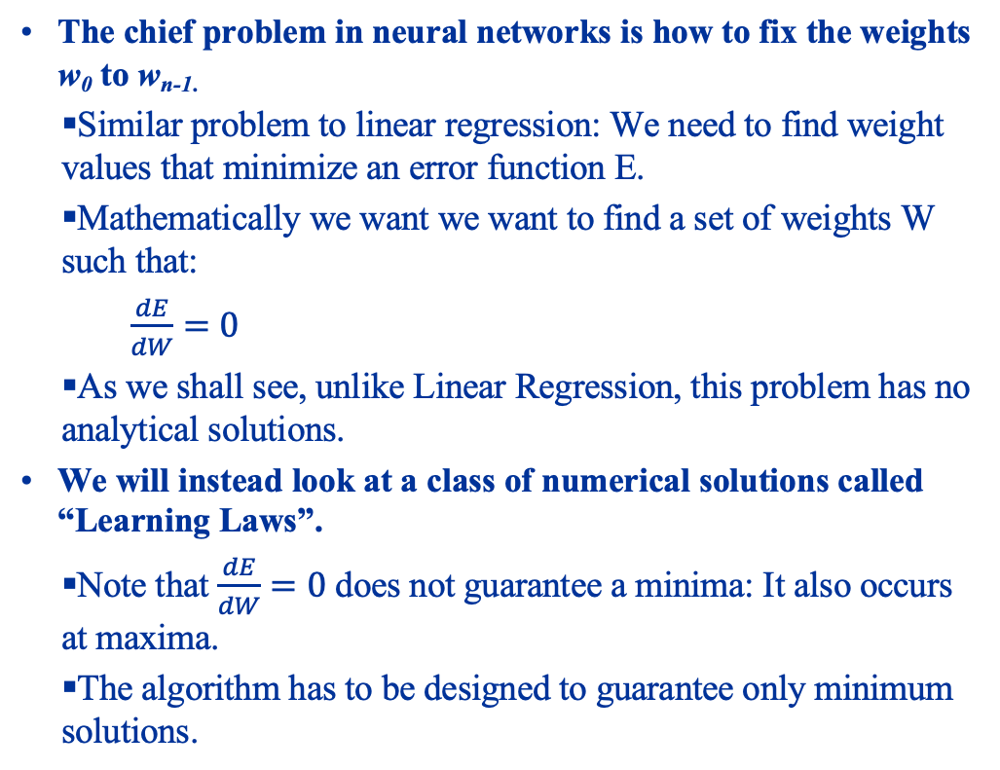 • The chief problem in neural networks is how to fix the weights
w₀ to wₙ₋₁.
▪Similar problem to linear regression: We need to find weight
values that minimize an error function E.
▪Mathematically we want we want to find a set of weights W
such that:
dE/dW = 0
▪As we shall see, unlike Linear Regression, this problem has no
analytical solutions.
• We will instead look at a class of numerical solutions called
“Learning Laws”.
▪Note that dE/dW = 0 does not guarantee a minima: It also occurs
at maxima.
▪The algorithm has to be designed to guarantee only minimum
solutions.